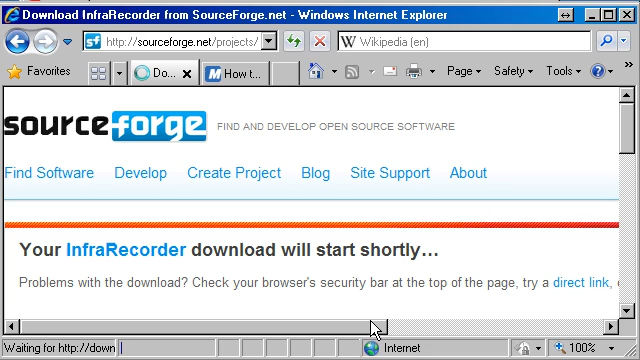 Download InfraRecorder from SourceForge.net - Windows Internet Explorer
http://sourceforge.net/projects/
Wikipedia (en)
Favorites Do... How t... Page Safety Tools
sourceforge FIND AND DEVELOP OPEN SOURCE SOFTWARE
Find Software Develop Create Project Blog Site Support About
Your InfraRecorder download will start shortly...
Problems with the download? Check your browser's security bar at the top of the page, try a direct link,
Waiting for http://down Internet 100%